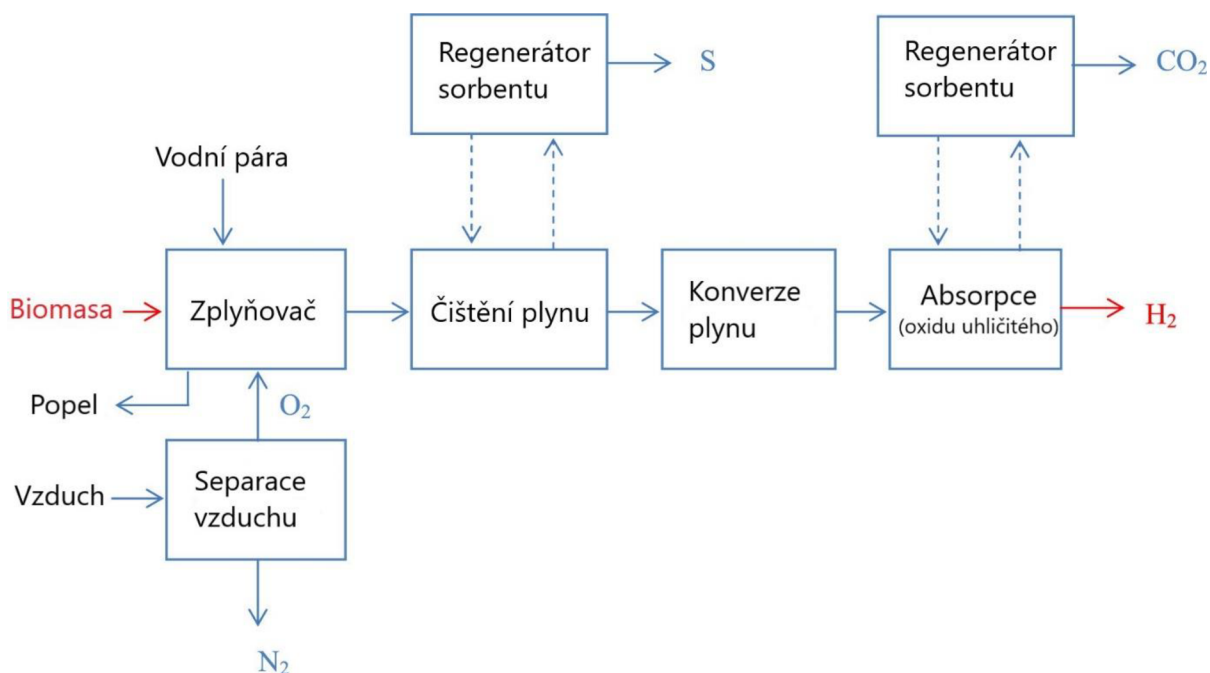 Regenerátor
sorbentu
S
Regenerátor
sorbentu
CO₂
Vodní pára
Biomasa
Zplyňovač
Čištění plynu
Konverze
plynu
Absorpce
(oxidu uhličitého)
H₂
Popel
O₂
Vzduch
Separace
vzduchu
N₂